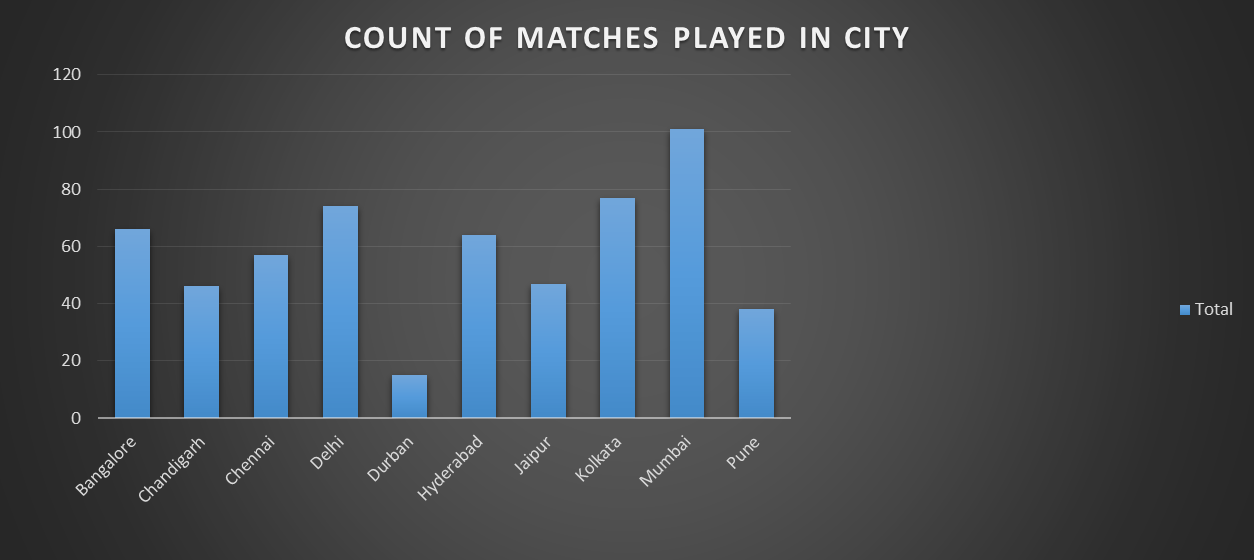 COUNT OF MATCHES PLAYED IN CITY
120
100
80
60
40
20
0
Bangalore
Chandigarh
Chennai
Delhi
Durban
Hyderabad
Jaipur
Kolkata
Mumbai
Pune
Total